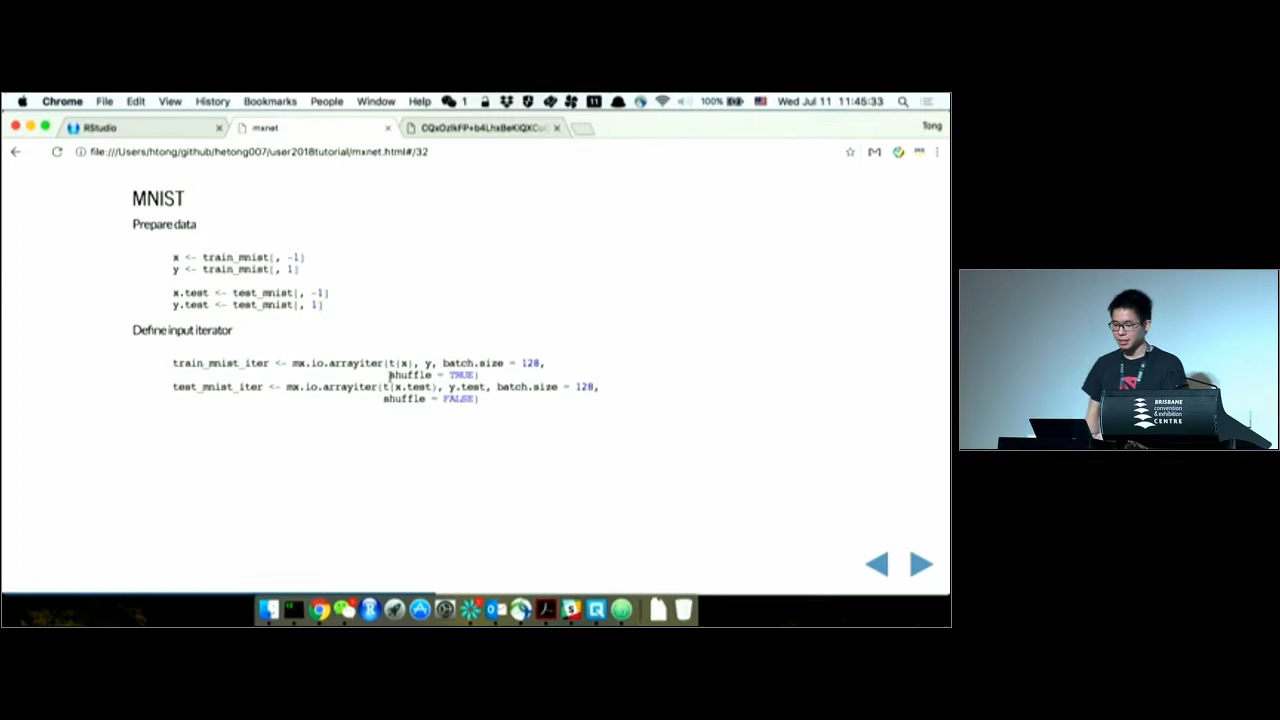 Chrome File Edit View History Bookmarks People Window Help 1 11 100% Wed Jul 11 11:45:33
RStudio mxnet
Tong
file:///Users/htong/github/hetong007/user2018tutorial/mxnet.html#/32
MNIST
Prepare data
x <- train_mnist[, -1]
y <- train_mnist[, 1]
x.test <- test_mnist[, -1]
y.test <- test_mnist[, 1]
Define input iterator
train_mnist_iter <- mx.io.arrayiter(t(x), y, batch.size = 128,
shuffle = TRUE)
test_mnist_iter <- mx.io.arrayiter(t(x.test), y.test, batch.size = 128,
shuffle = FALSE)
BRISBANE
convention
& exhibition
CENTRE